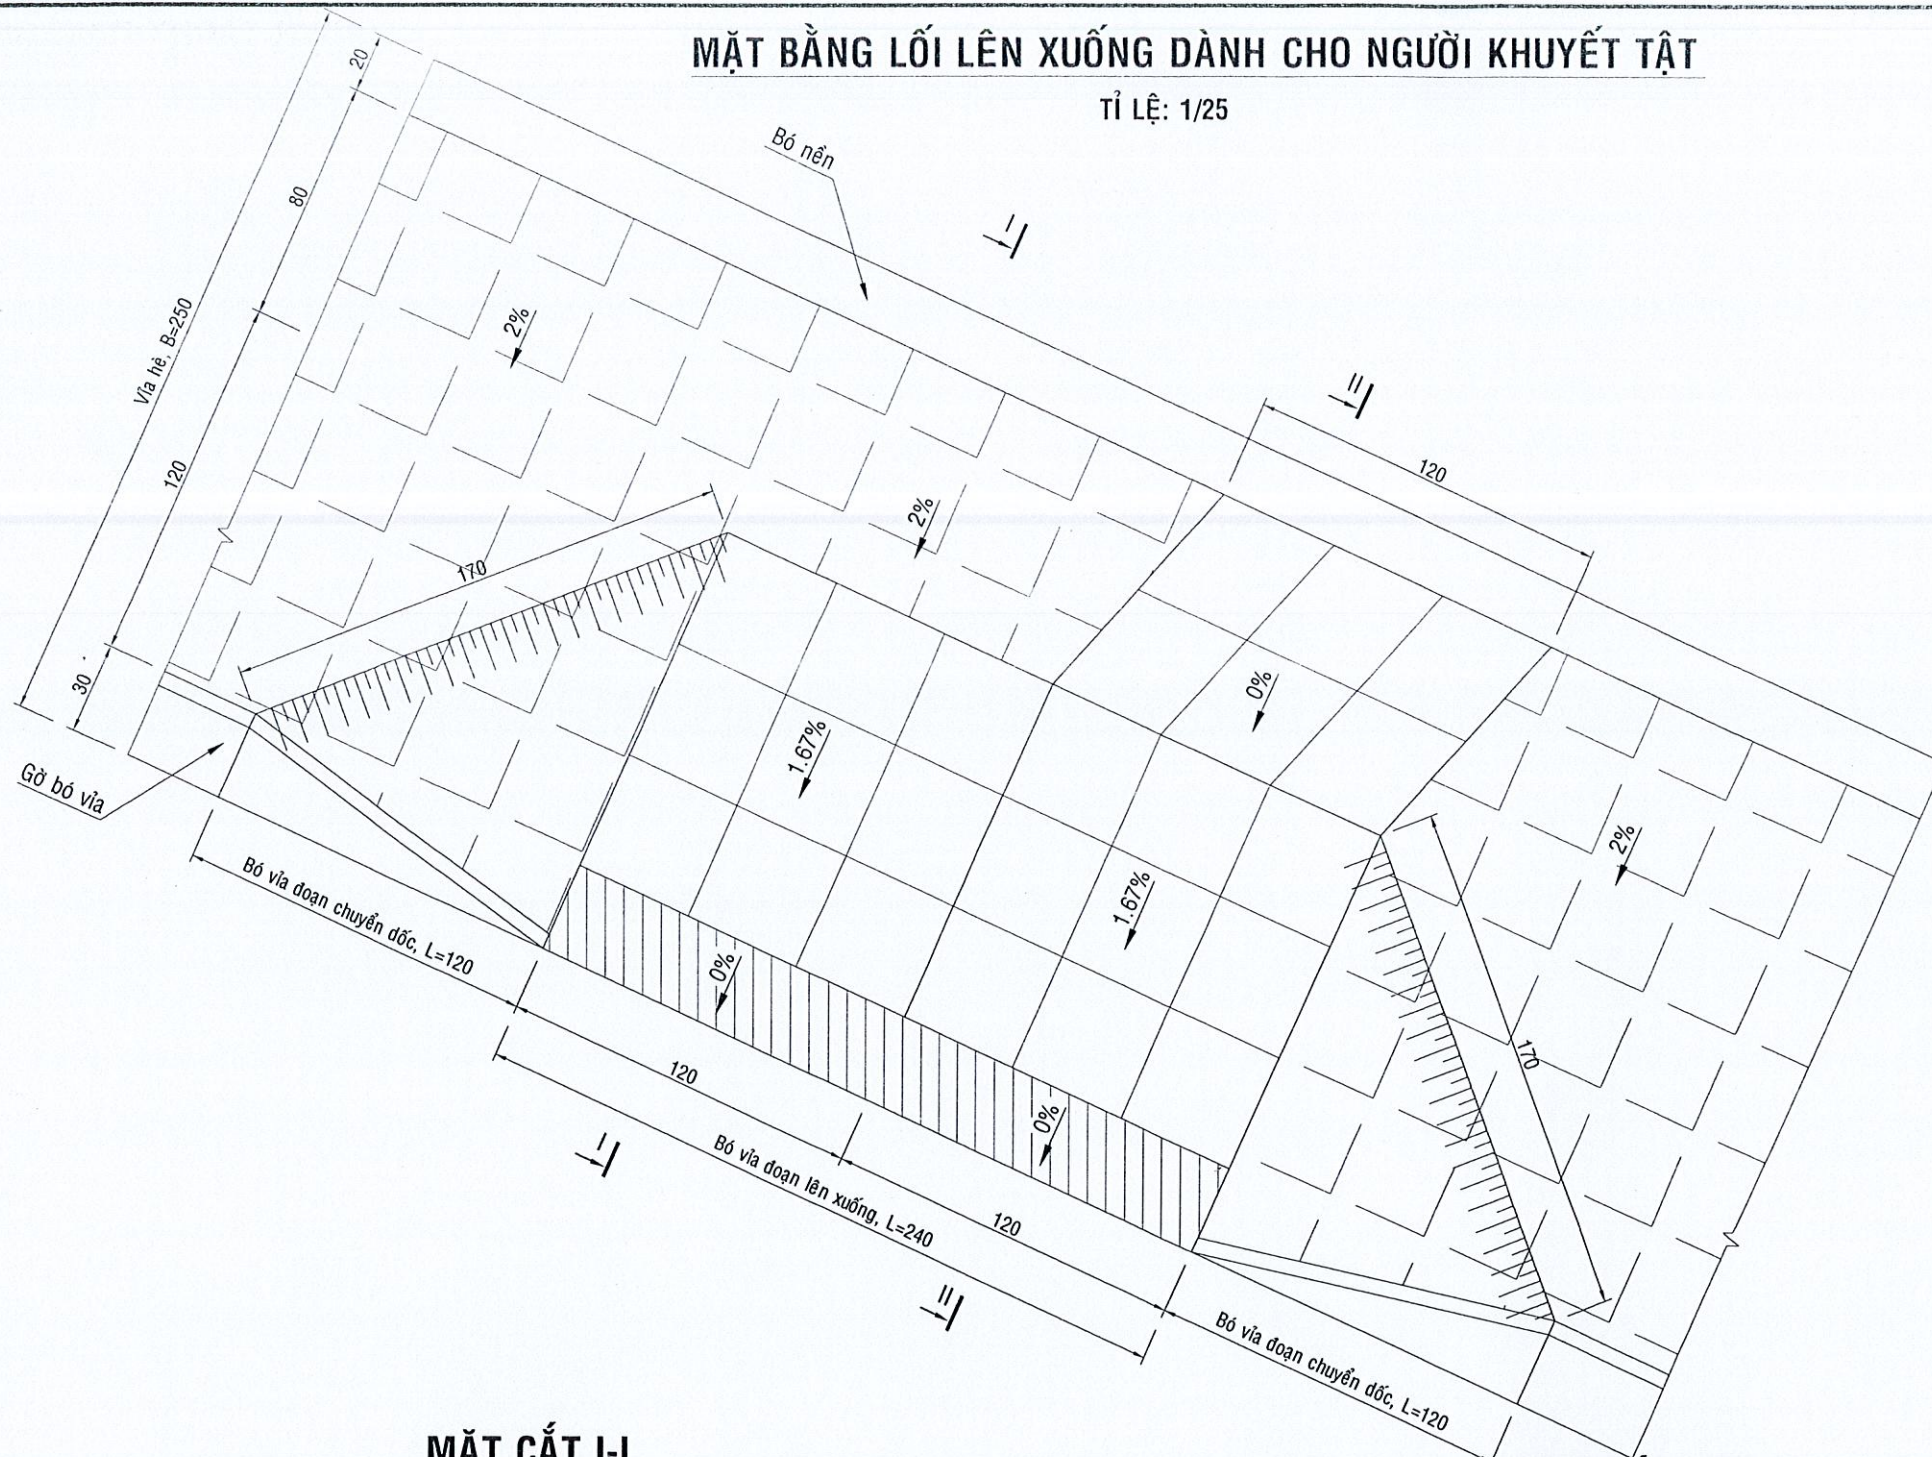 MẶT BẰNG LỐI LÊN XUỐNG DÀNH CHO NGƯỜI KHUYẾT TẬT
TỈ LỆ: 1/25
20
Bó nền
80
I
Vỉa hè, B=250
2%
II
120
120
2%
170
0%
30
1.67%
2%
Gờ bó vỉa
1.67%
Bó vỉa đoạn chuyển dốc, L=120
0%
170
120
0%
I
Bó vỉa đoạn lên xuống, L=240
120
II
Bó vỉa đoạn chuyển dốc, L=120
MẶT CẮT I-I